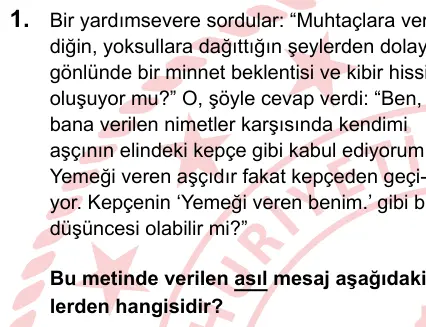 1. Bir yardımsevere sordular: “Muhtaçlara ver
diğin, yoksullara dağıttığın şeylerden dolay
gönlünde bir minnet beklentisi ve kibir hissi
oluşuyor mu?” O, şöyle cevap verdi: “Ben,
bana verilen nimetler karşısında kendimi
aşçının elindeki kepçe gibi kabul ediyorum
Yemeği veren aşçıdır fakat kepçeden geçi-
yor. Kepçenin ‘Yemeği veren benim.’ gibi b
düşüncesi olabilir mi?”
Bu metinde verilen asıl mesaj aşağıdaki
lerden hangisidir?